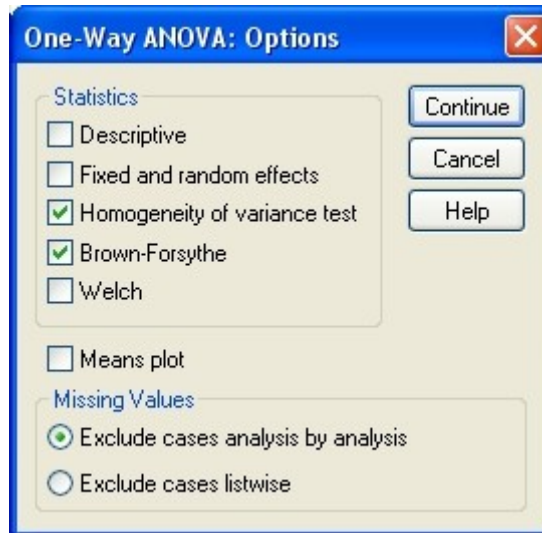 One-Way ANOVA: Options
Statistics
Descriptive
Fixed and random effects
Homogeneity of variance test
Brown-Forsythe
Welch
Continue
Cancel
Help
Means plot
Missing Values
Exclude cases analysis by analysis
Exclude cases listwise